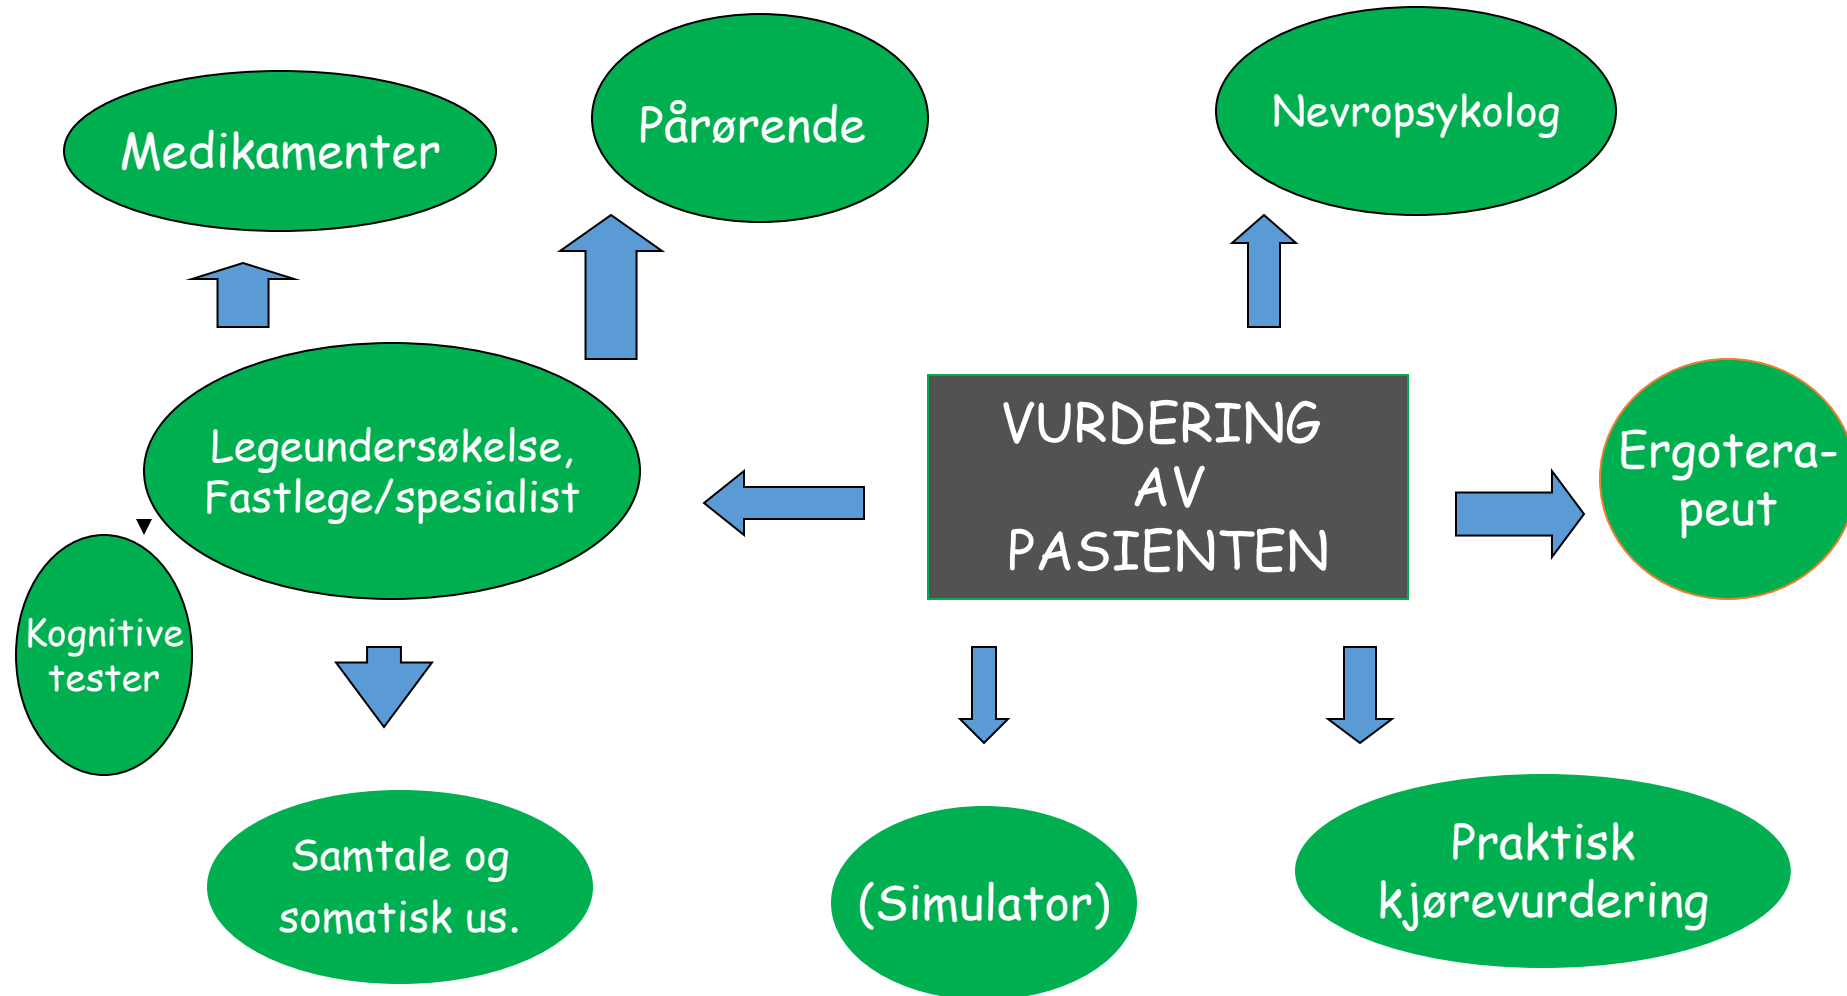 Medikamenter
Pårørende
Nevropsykolog
Legeundersøkelse,
Fastlege/spesialist
VURDERING
AV
PASIENTEN
Ergotera-
peut
Kognitive
tester
Samtale og
somatisk us.
(Simulator)
Praktisk
kjørevurdering